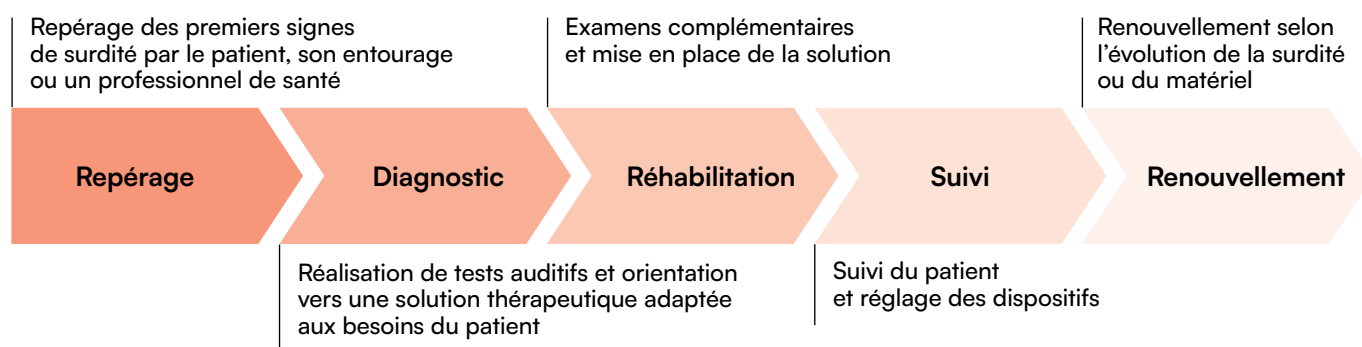 Repérage des premiers signes
de surdité par le patient, son entourage
ou un professionnel de santé
Examens complémentaires
et mise en place de la solution
Renouvellement selon
l’évolution de la surdité
ou du matériel
Repérage
Diagnostic
Réhabilitation
Suivi
Renouvellement
Réalisation de tests auditifs et orientation
vers une solution thérapeutique adaptée
aux besoins du patient
Suivi du patient
et réglage des dispositifs